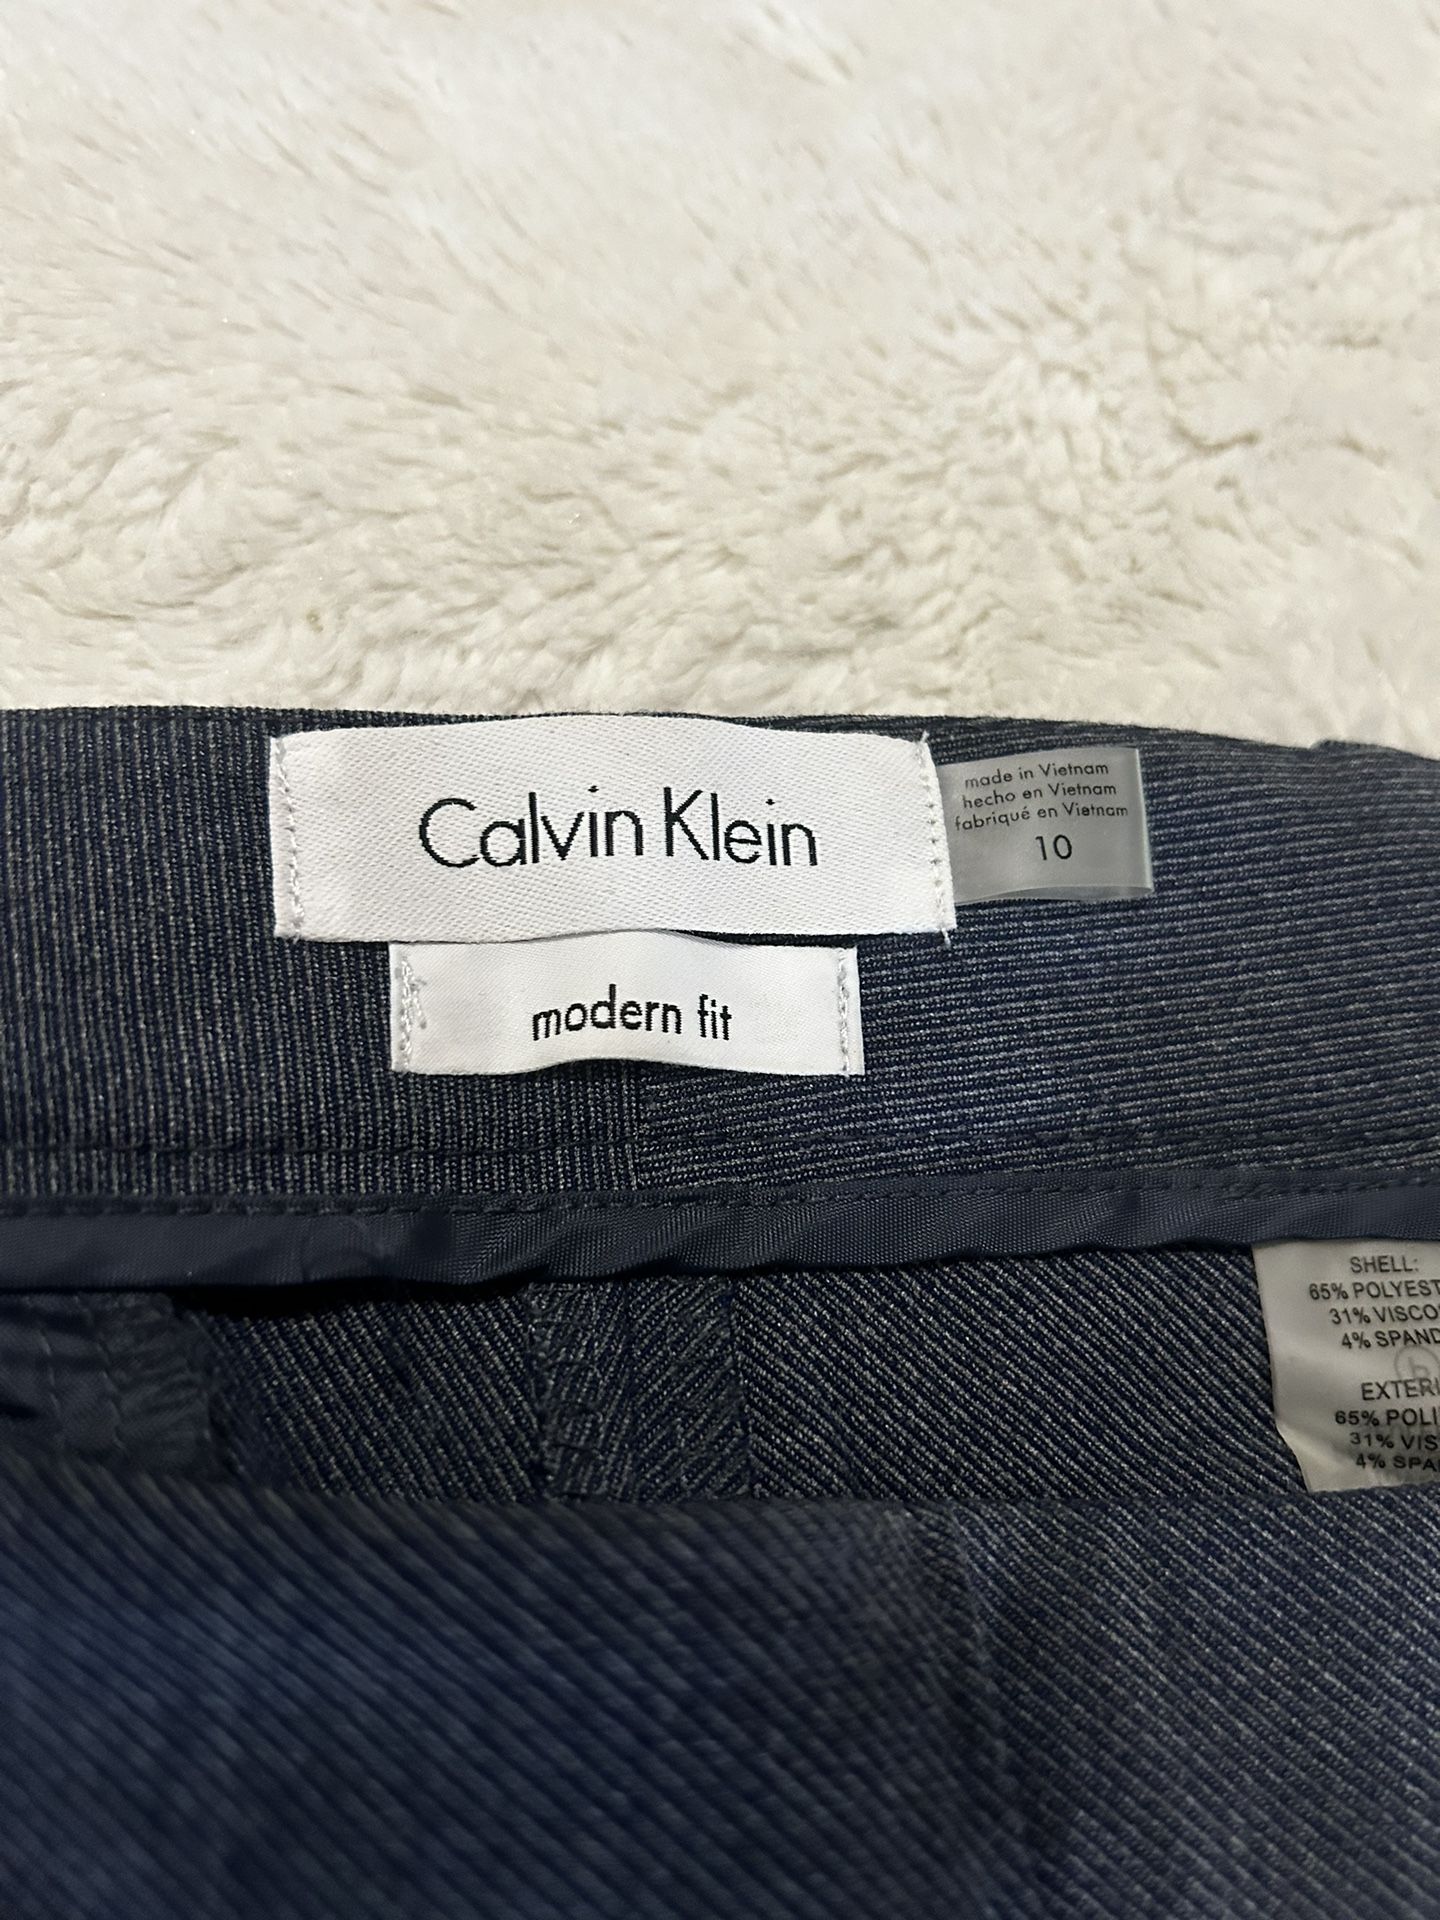 Calvin Klein
made in Vietnam
hecho en Vietnam
fabriqué en Vietnam
10
modern fit
SHELL:
65% POLYEST
31% VISCO
4% SPAND
EXTERI
65% POLI
31% VIS
4% SPA